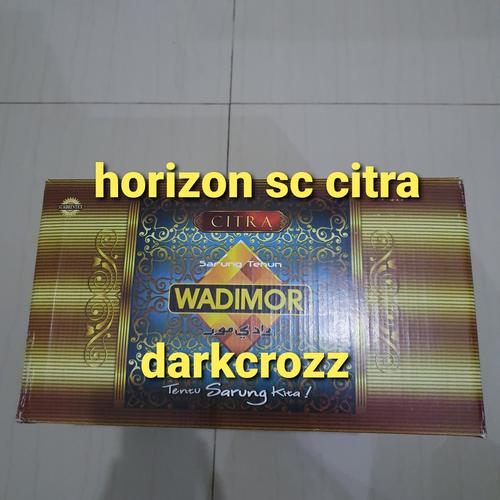 horizon sc citra
CITRA
Sarung Tenun
WADIMOR
وادي مور
darkcrozz
Tentu Sarung Kita !